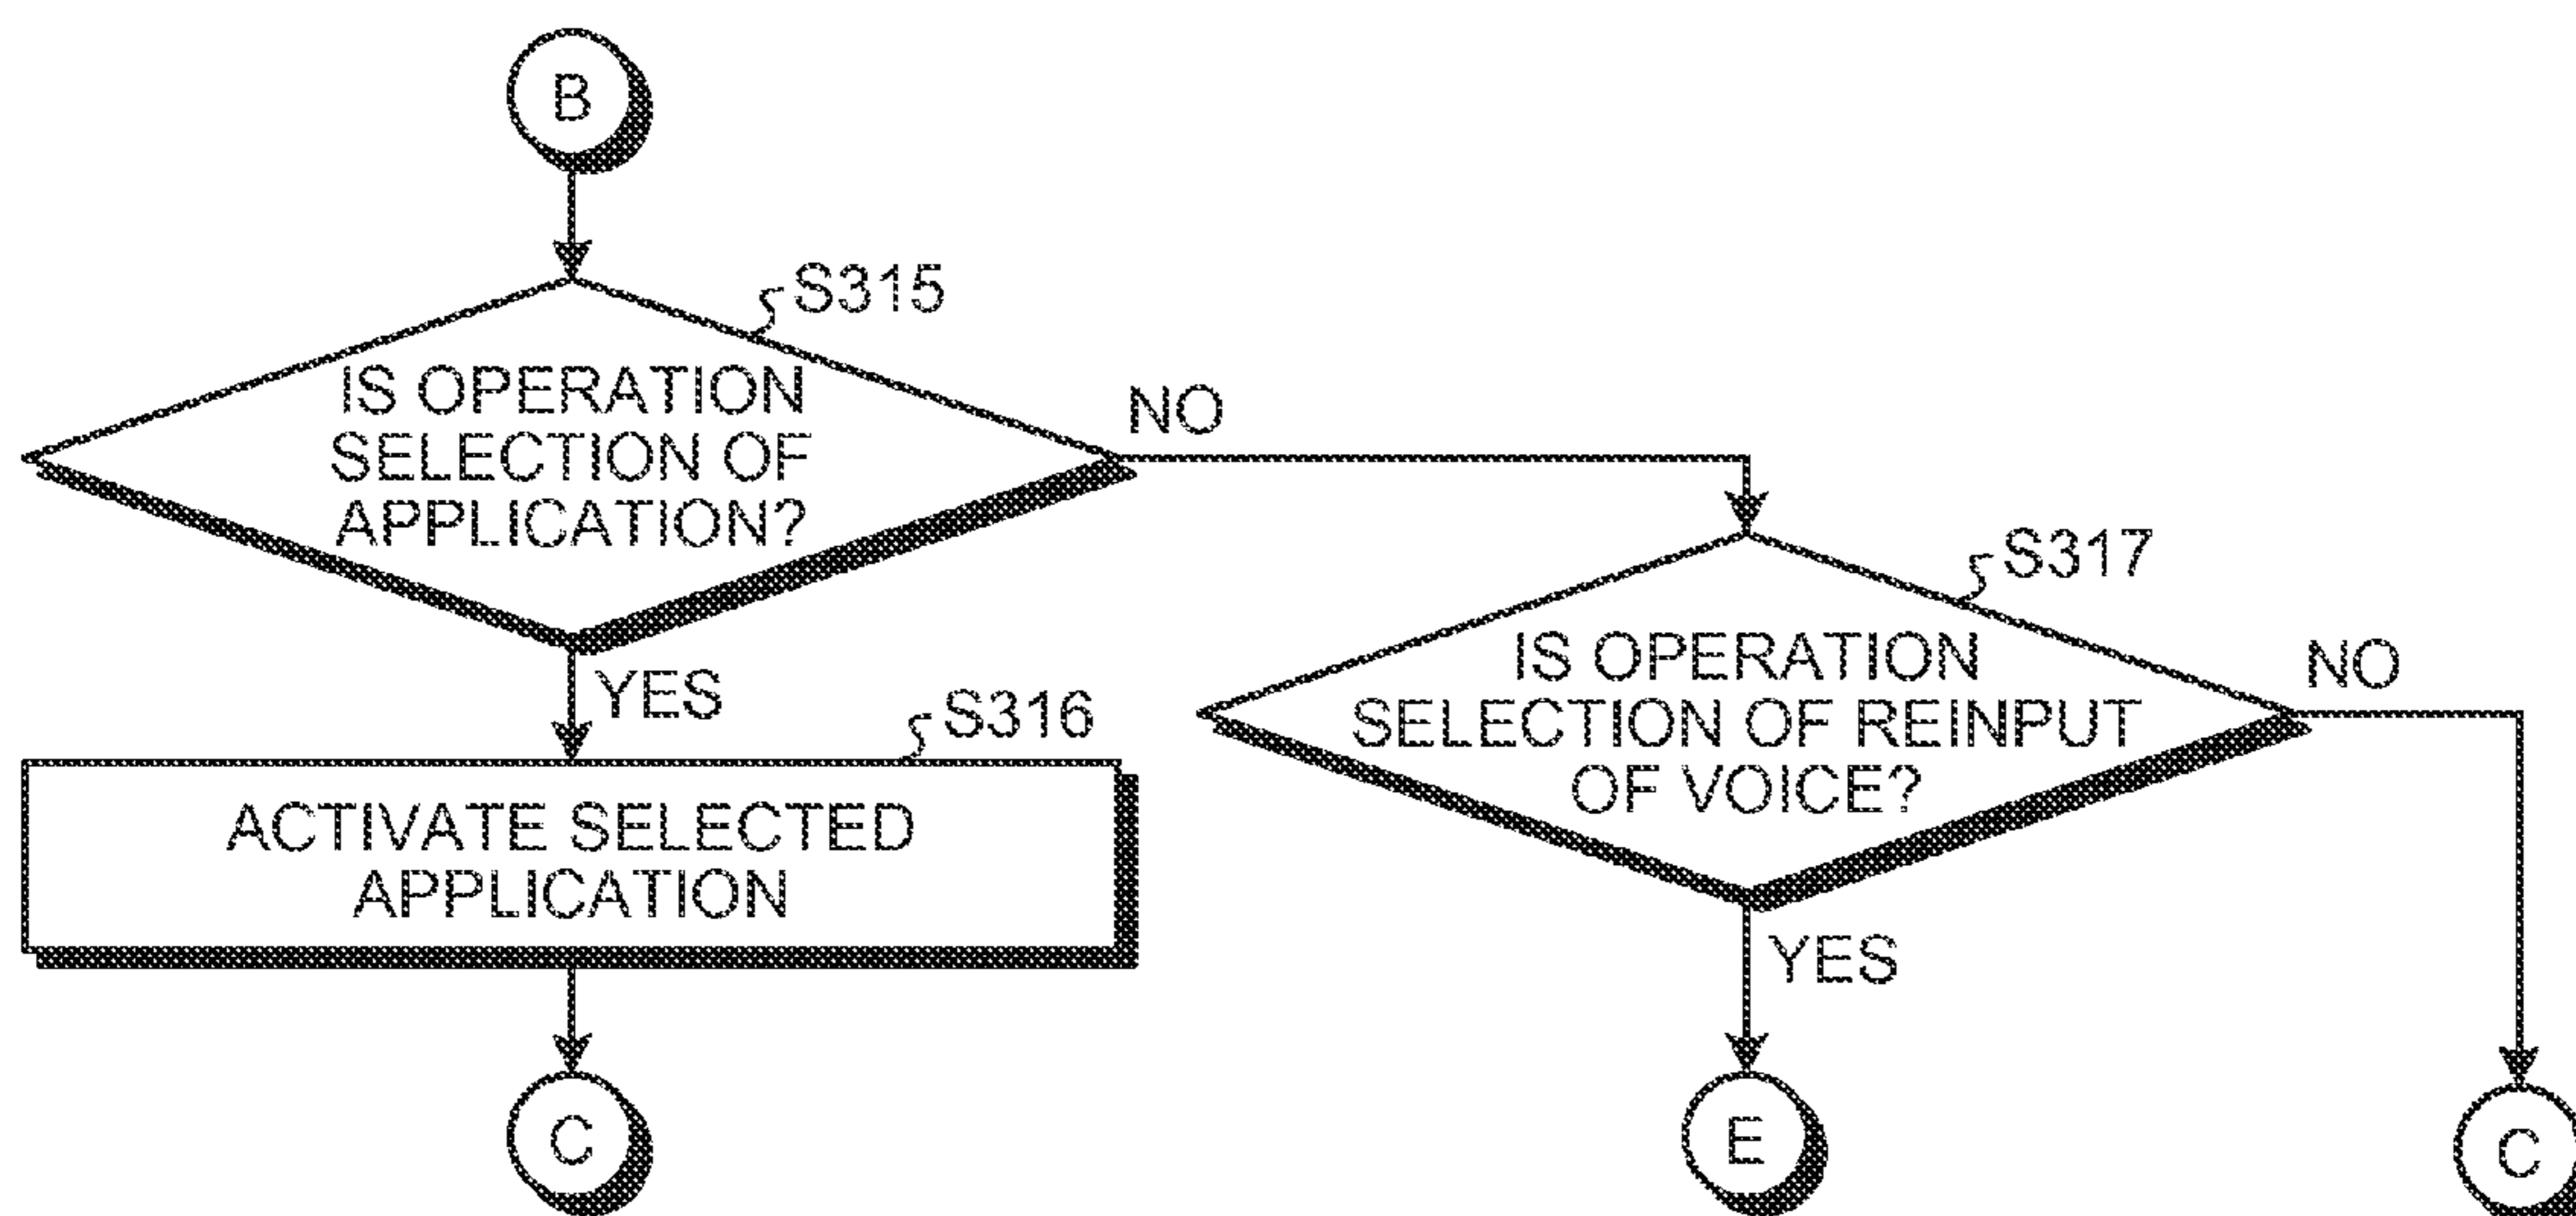 B
S315
IS OPERATION
SELECTION OF
APPLICATION?
NO
YES
S316
ACTIVATE SELECTED
APPLICATION
C
S317
IS OPERATION
SELECTION OF REINPUT
OF VOICE?
NO
YES
E
C